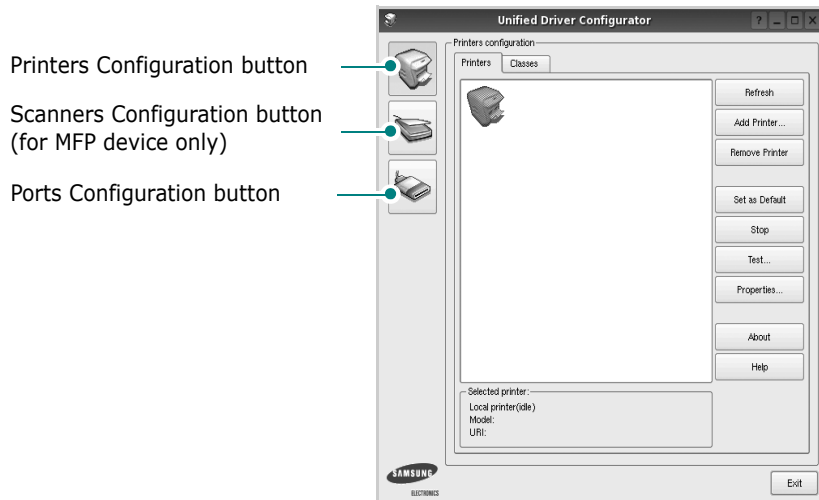 Unified Driver Configurator
Printers Configuration button
Scanners Configuration button
(for MFP device only)
Ports Configuration button
Printers configuration
Printers
Classes
Refresh
Add Printer...
Remove Printer
Set as Default
Stop
Test...
Properties...
About
Help
Selected printer:
Local printer(idle)
Model:
URI:
SAMSUNG
ELECTRONICS
Exit